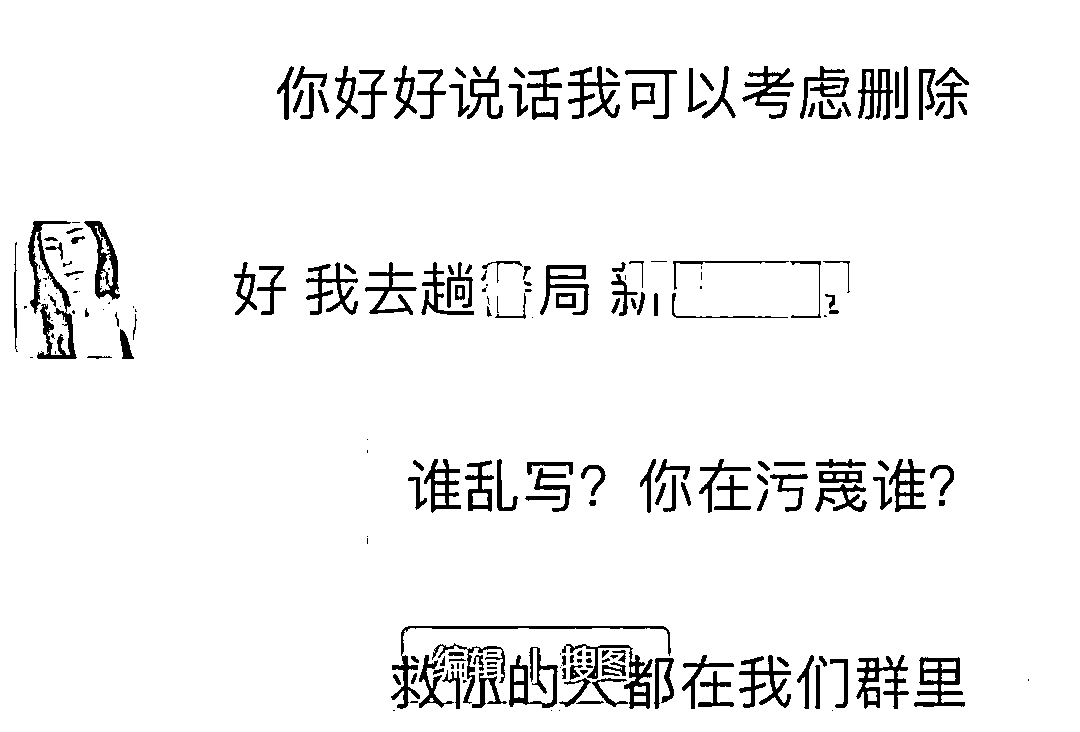 你好好说话我可以考虑删除
好 我去趟 局 新
谁乱写？你在污蔑谁？
编辑 | 搜图
救你的人都在我们群里